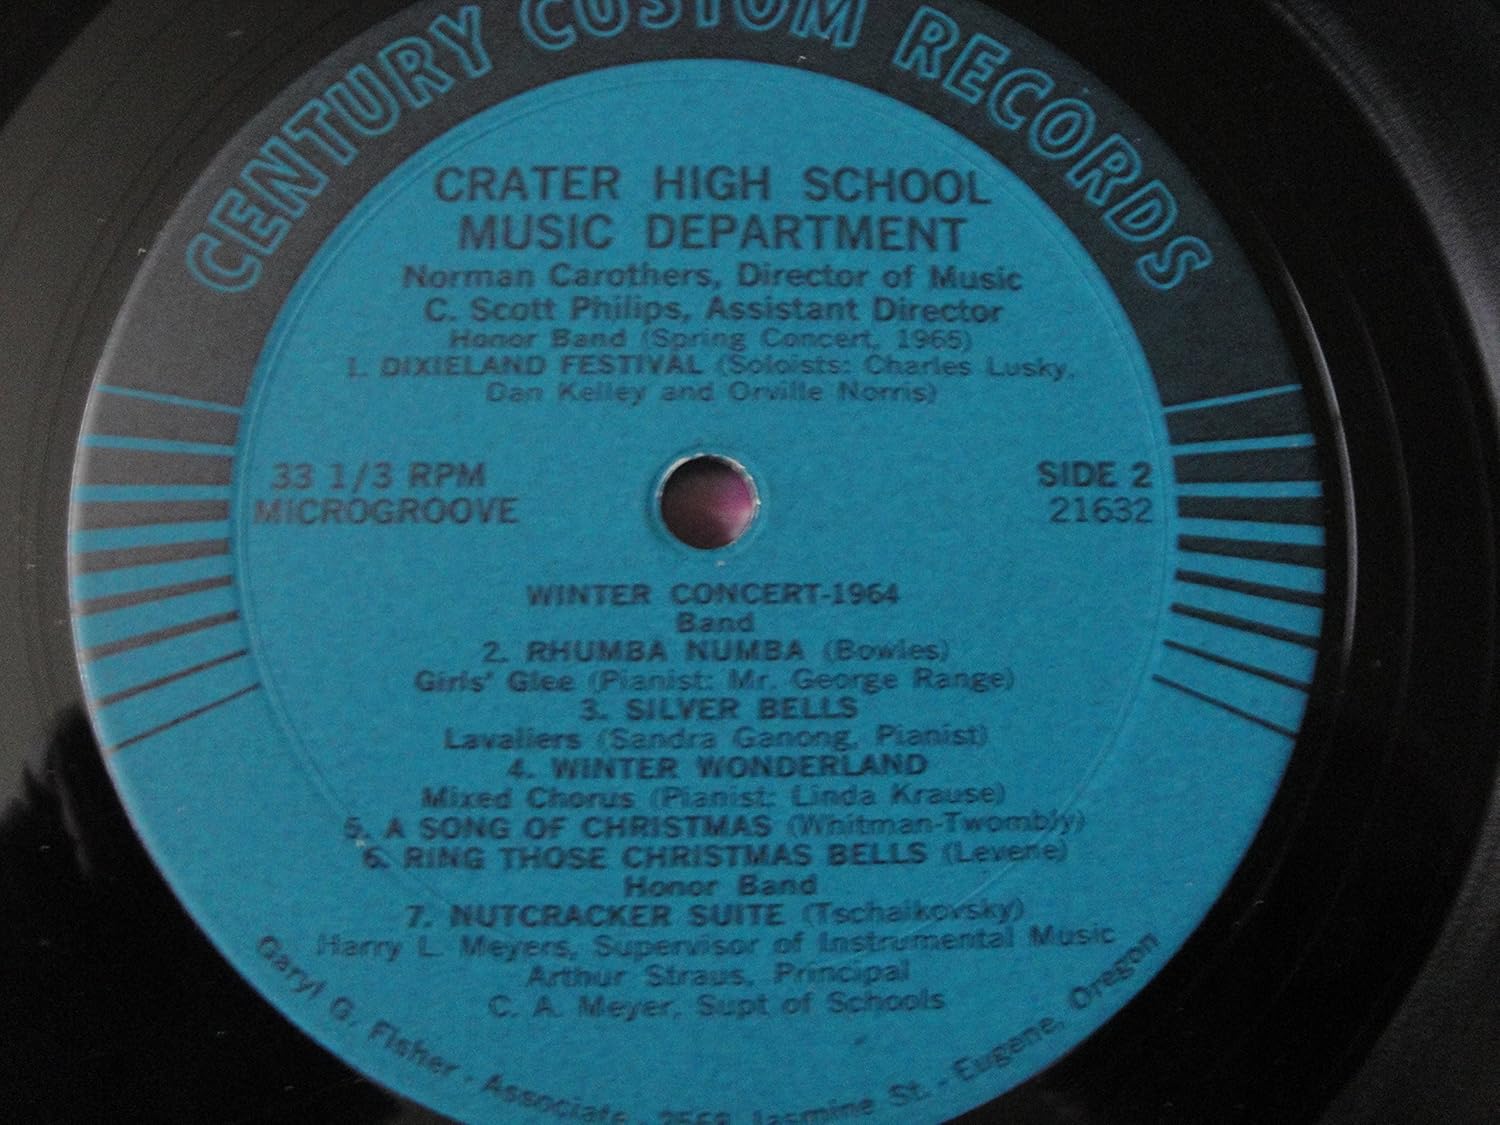 CENTURY CUSTOM RECORDS
CRATER HIGH SCHOOL
MUSIC DEPARTMENT
Norman Carothers, Director of Music
C. Scott Philips, Assistant Director
Honor Band (Spring Concert, 1965)
1. DIXIELAND FESTIVAL (Soloists: Charles Lusky,
Dan Kelley and Orville Norris)
33 1/3 RPM
MICROGROOVE
SIDE 2
21632
WINTER CONCERT-1964
Band
2. RHUMBA NUMBA (Bowles)
Girls' Glee (Pianist: Mr. George Range)
3. SILVER BELLS
Lavaliers (Sandra Ganong, Pianist)
4. WINTER WONDERLAND
Mixed Chorus (Pianist: Linda Krause)
5. A SONG OF CHRISTMAS (Whitman-Twombly)
6. RING THOSE CHRISTMAS BELLS (Levene)
Honor Band
7. NUTCRACKER SUITE (Tschaikovsky)
Harry L. Meyers, Supervisor of Instrumental Music
Arthur Straus, Principal
C. A. Meyer, Supt of Schools
Garyl G. Fisher - Associate - 2568 Jasmine St. - Eugene, Oregon